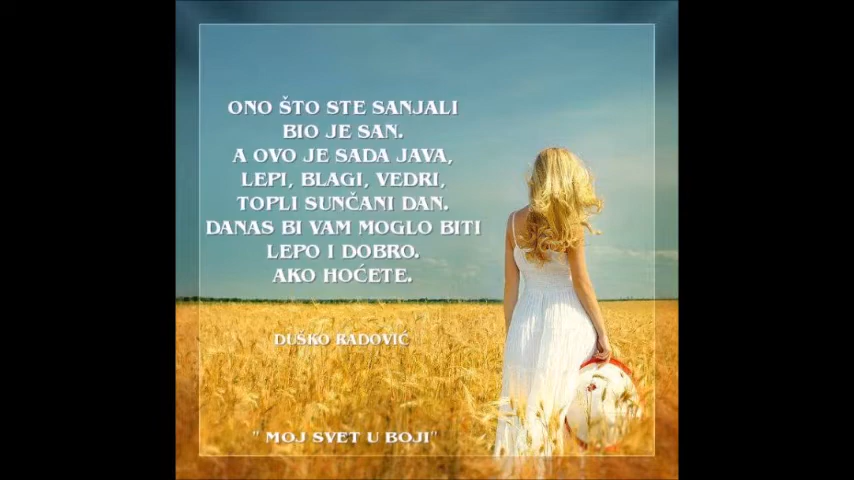 ONO ŠTO STE SANJALI
BIO JE SAN.
A OVO JE SADA JAVA,
LEPI, BLAGI, VEDRI,
TOPLI SUNČANI DAN.
DANAS BI VAM MOGLO BITI
LEPO I DOBRO.
AKO HOĆETE.
DUŠKO RADOVIĆ
" MOJ SVET U BOJI"